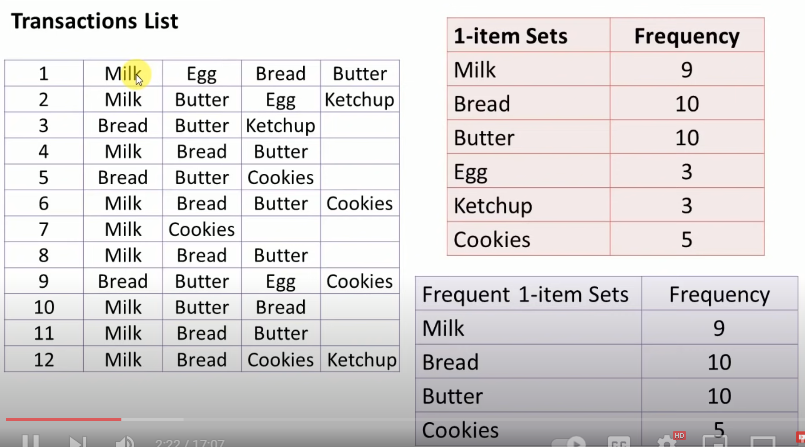 Transactions List
1 Milk Egg Bread Butter
2 Milk Butter Egg Ketchup
3 Bread Butter Ketchup
4 Milk Bread Butter
5 Bread Butter Cookies
6 Milk Bread Butter Cookies
7 Milk Cookies
8 Milk Bread Butter
9 Bread Butter Egg Cookies
10 Milk Butter Bread
11 Milk Bread Butter
12 Milk Bread Cookies Ketchup
1-item Sets Frequency
Milk 9
Bread 10
Butter 10
Egg 3
Ketchup 3
Cookies 5
Frequent 1-item Sets Frequency
Milk 9
Bread 10
Butter 10
Cookies 5
2:22 / 17:07
CC
HD